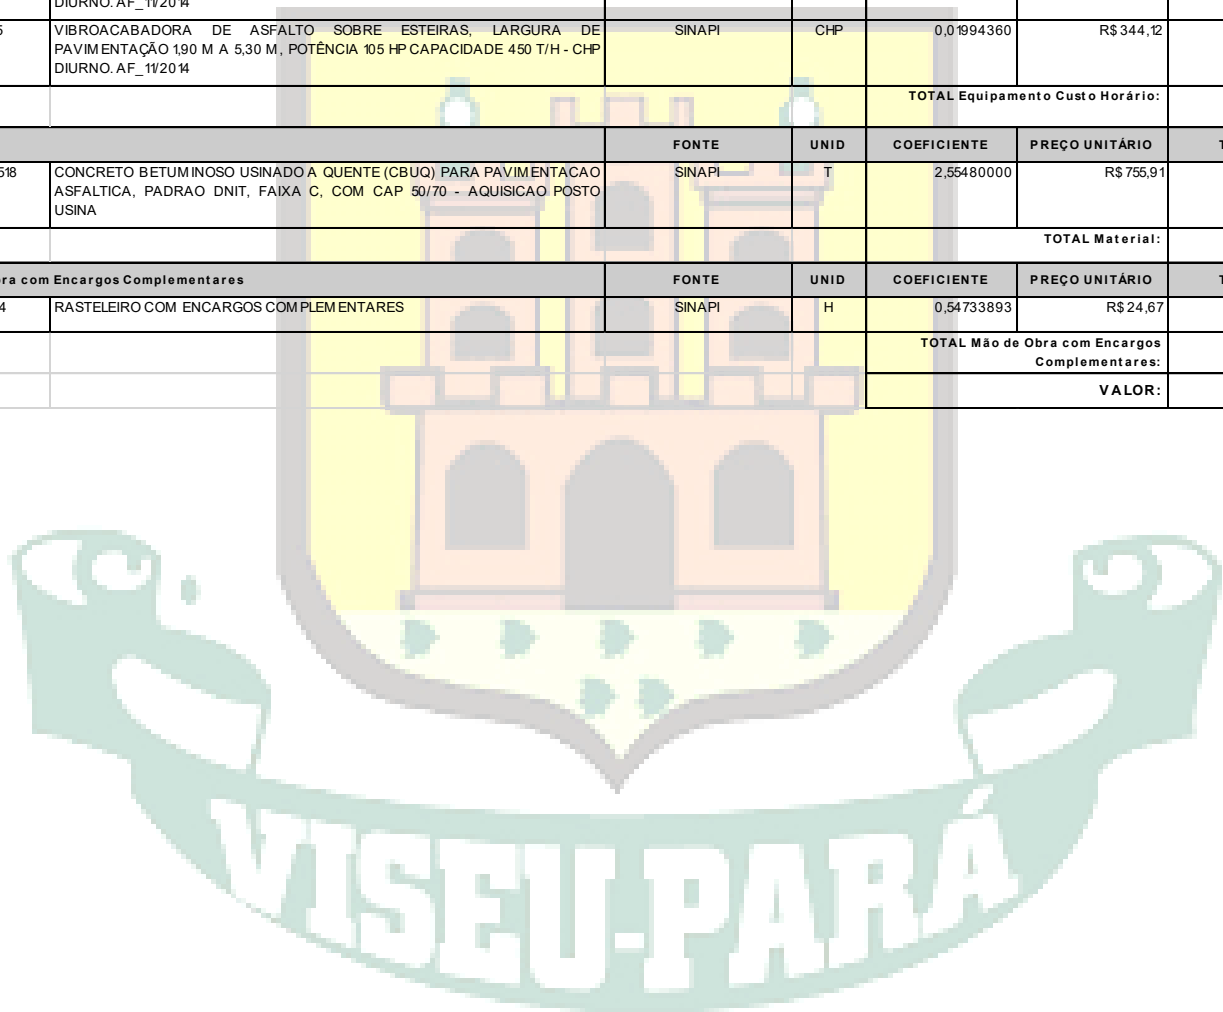 DIURNO. AF_11/2014
5 VIBROACABADORA DE ASFALTO SOBRE ESTEIRAS, LARGURA DE SINAPI CHP 0,01994360 R$ 344,12
PAVIMENTAÇÃO 1,90 M A 5,30 M, POTÊNCIA 105 HP CAPACIDADE 450 T/H - CHP
DIURNO. AF_11/2014
TOTAL Equipamento Custo Horário:
FONTE UNID COEFICIENTE PREÇO UNITÁRIO T
518 CONCRETO BETUMINOSO USINADO A QUENTE (CBUQ) PARA PAVIMENTACAO SINAPI T 2,55480000 R$ 755,91
ASFALTICA, PADRAO DNIT, FAIXA C, COM CAP 50/70 - AQUISICAO POSTO
USINA
TOTAL Material:
bra com Encargos Complementares FONTE UNID COEFICIENTE PREÇO UNITÁRIO T
4 RASTELEIRO COM ENCARGOS COMPLEMENTARES SINAPI H 0,54733893 R$ 24,67
TOTAL Mão de Obra com Encargos
Complementares:
VALOR:
VISEU-PARÁ